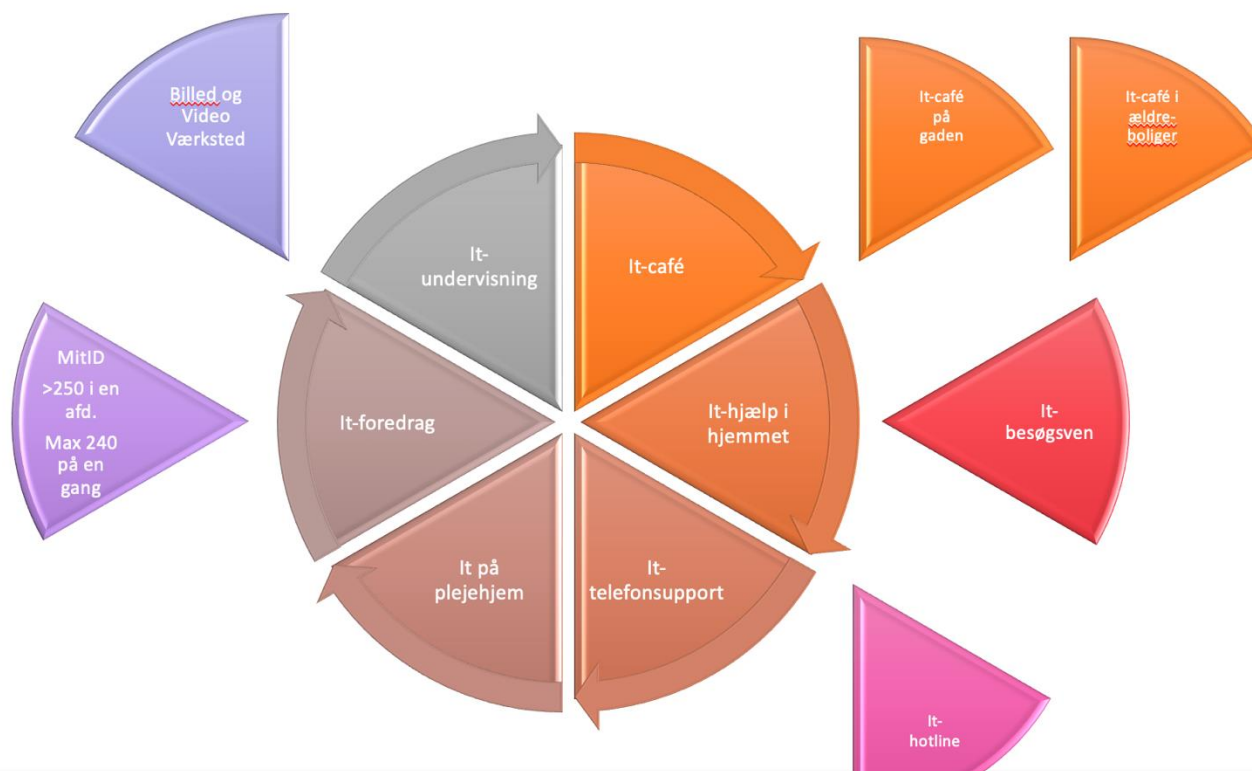 Billed og
Video
Værksted
It-café
på
gaden
It-café i
ældre-
boliger
It-
undervisning
It-café
MitID
>250 i en
afd.
Max 240
på en
gang
It-foredrag
It-hjælp i
hjemmet
It-
besøgsven
It på
plejehjem
It-
telefonsupport
It-
hotline